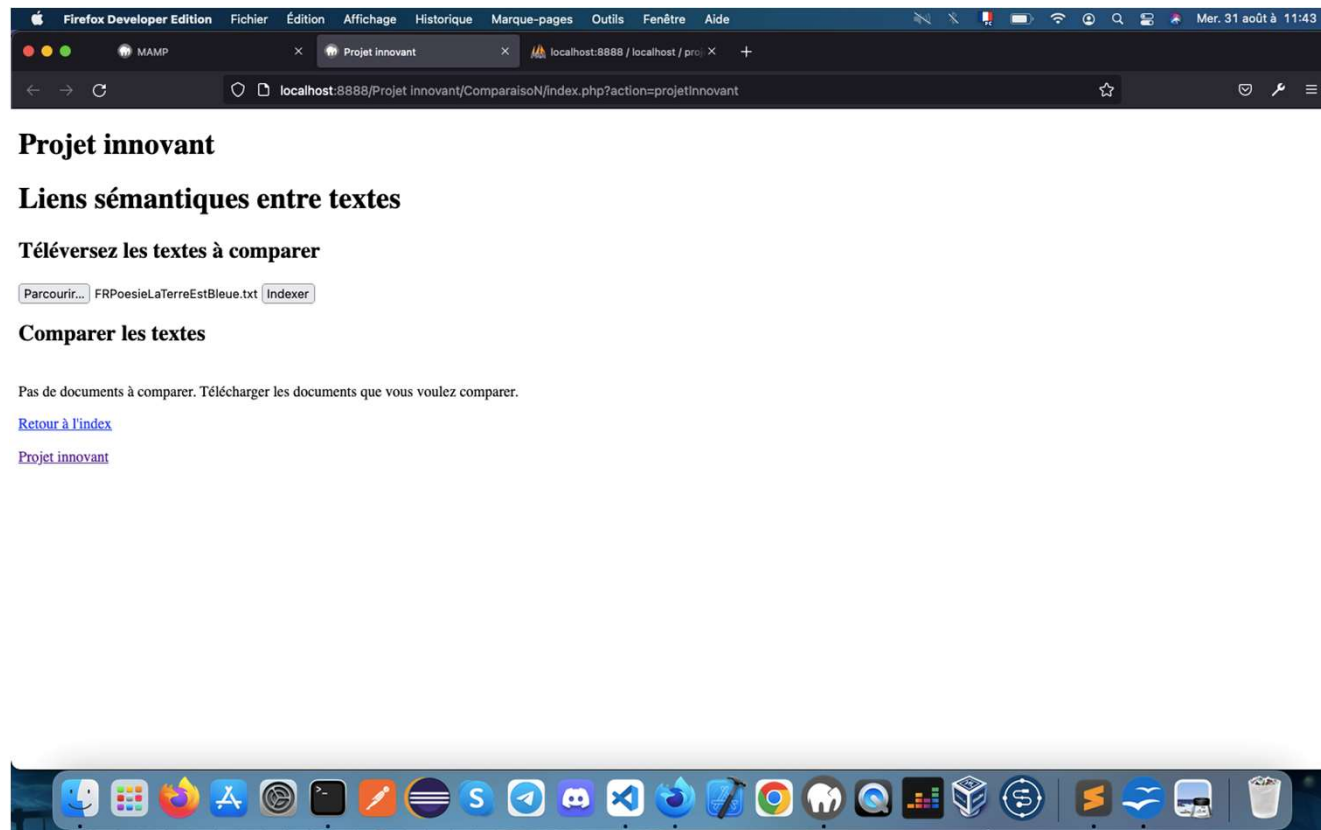 Firefox Developer Edition Fichier Édition Affichage Historique Marque-pages Outils Fenêtre Aide Mer. 31 août à 11:43
MAMP Projet innovant localhost:8888 / localhost / proj
localhost:8888/Projet innovant/ComparaisoN/index.php?action=projetInnovant
Projet innovant
Liens sémantiques entre textes
Téléversez les textes à comparer
Parcourir... FRPoesieLaTerreEstBleue.txt Indexer
Comparer les textes
Pas de documents à comparer. Télécharger les documents que vous voulez comparer.
Retour à l'index
Projet innovant